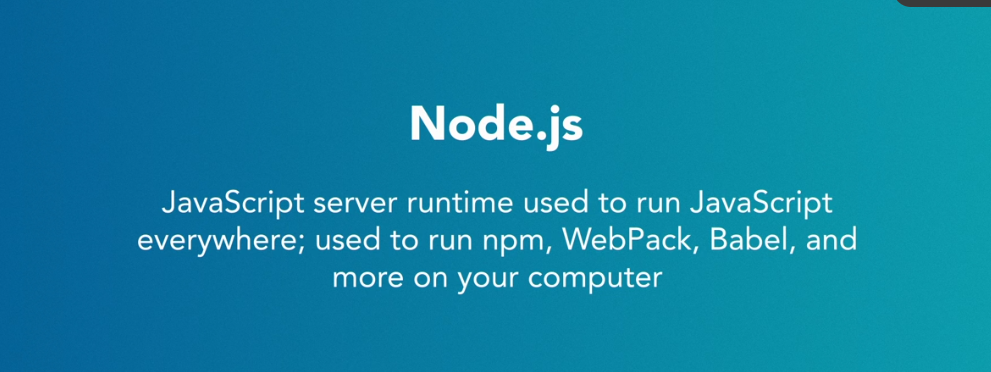 Node.js
JavaScript server runtime used to run JavaScript
everywhere; used to run npm, WebPack, Babel, and
more on your computer